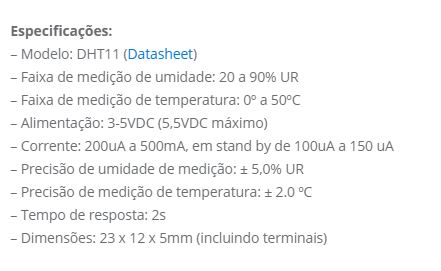 Especificações:
– Modelo: DHT11 (Datasheet)
– Faixa de medição de umidade: 20 a 90% UR
– Faixa de medição de temperatura: 0º a 50ºC
– Alimentação: 3-5VDC (5,5VDC máximo)
– Corrente: 200uA a 500mA, em stand by de 100uA a 150 uA
– Precisão de umidade de medição: ± 5,0% UR
– Precisão de medição de temperatura: ± 2.0 ºC
– Tempo de resposta: 2s
– Dimensões: 23 x 12 x 5mm (incluindo terminais)